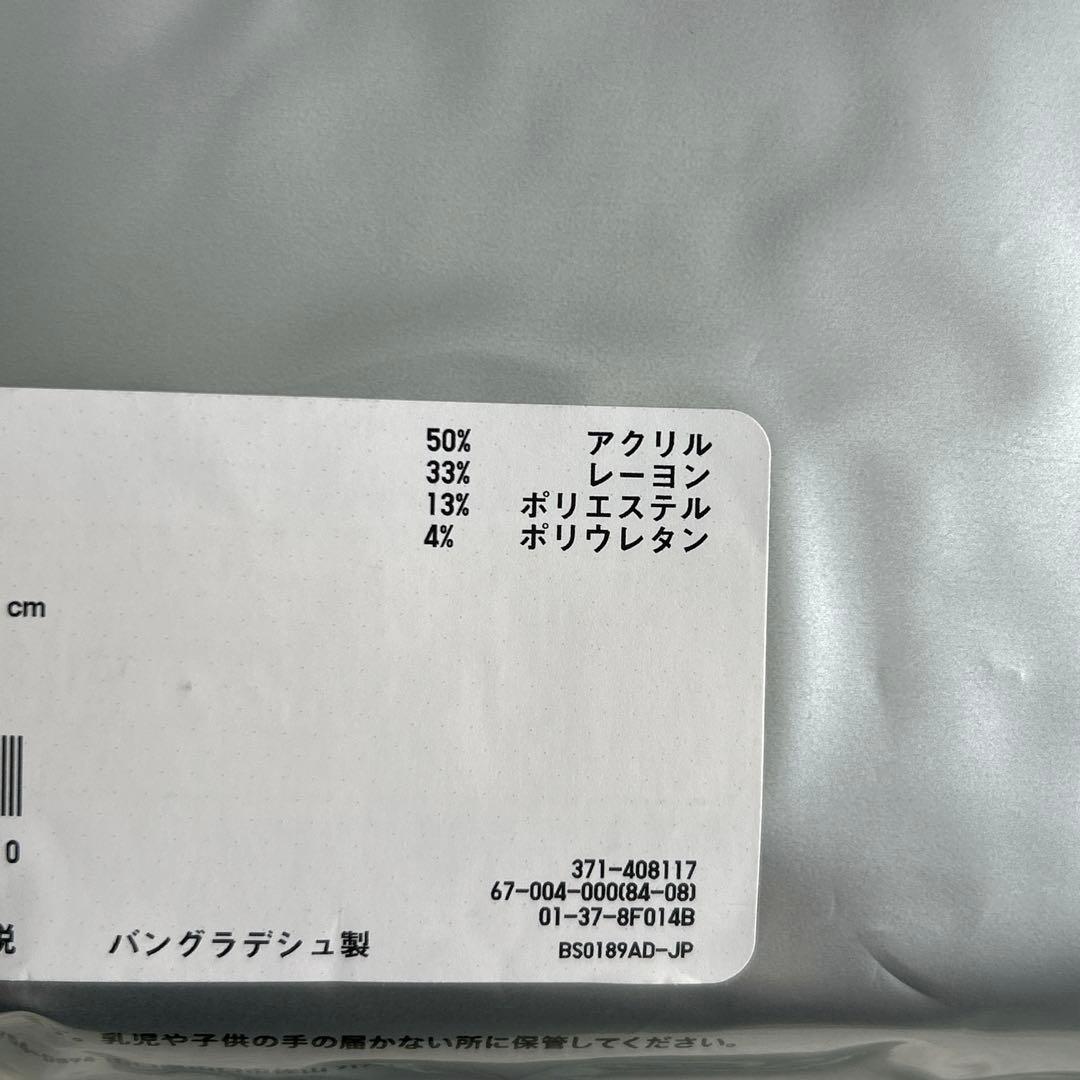 50% アクリル
33% レーヨン
13% ポリエステル
4% ポリウレタン
cm
0
371-408117
67-004-000(84-08)
01-37-8F014B
税 バングラデシュ製 BS0189AD-JP
乳児や子供の手の届かない所に保管してください。